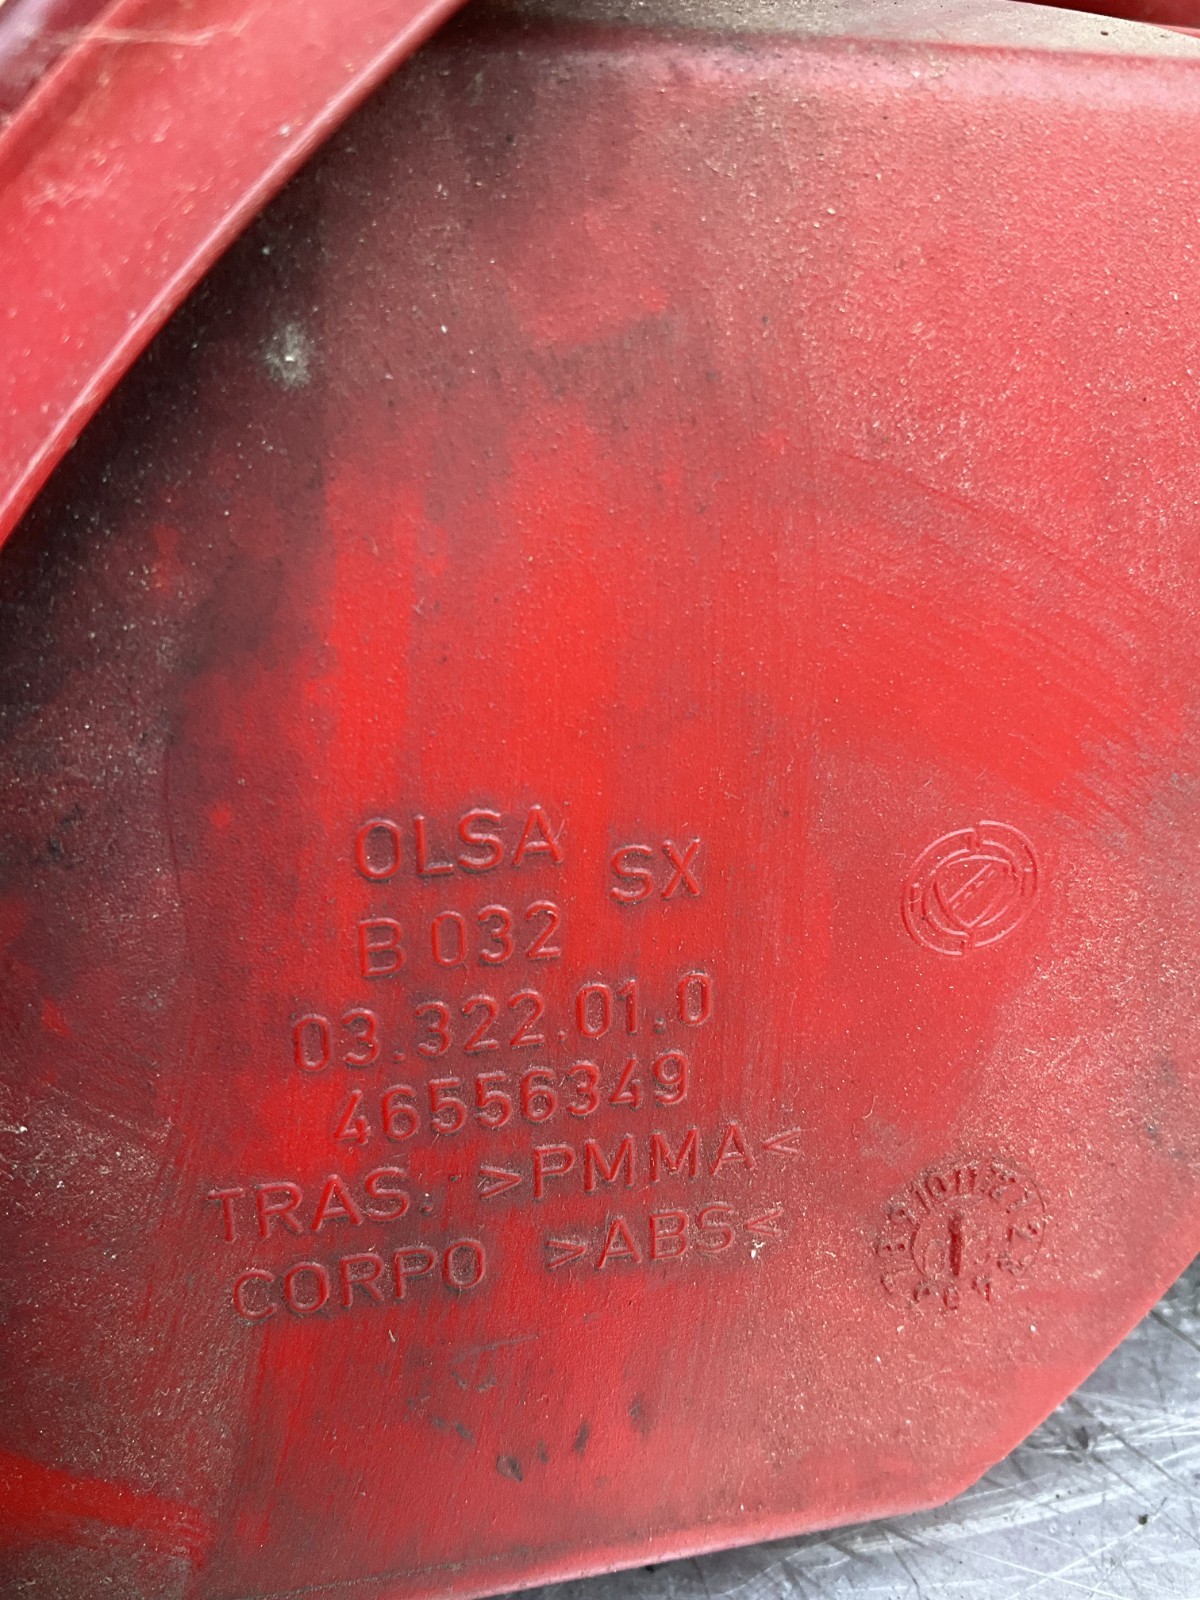 OLSA
SX
B 032
03.322.01.0
46556349
TRAS. >PMMA<
CORPO >ABS<